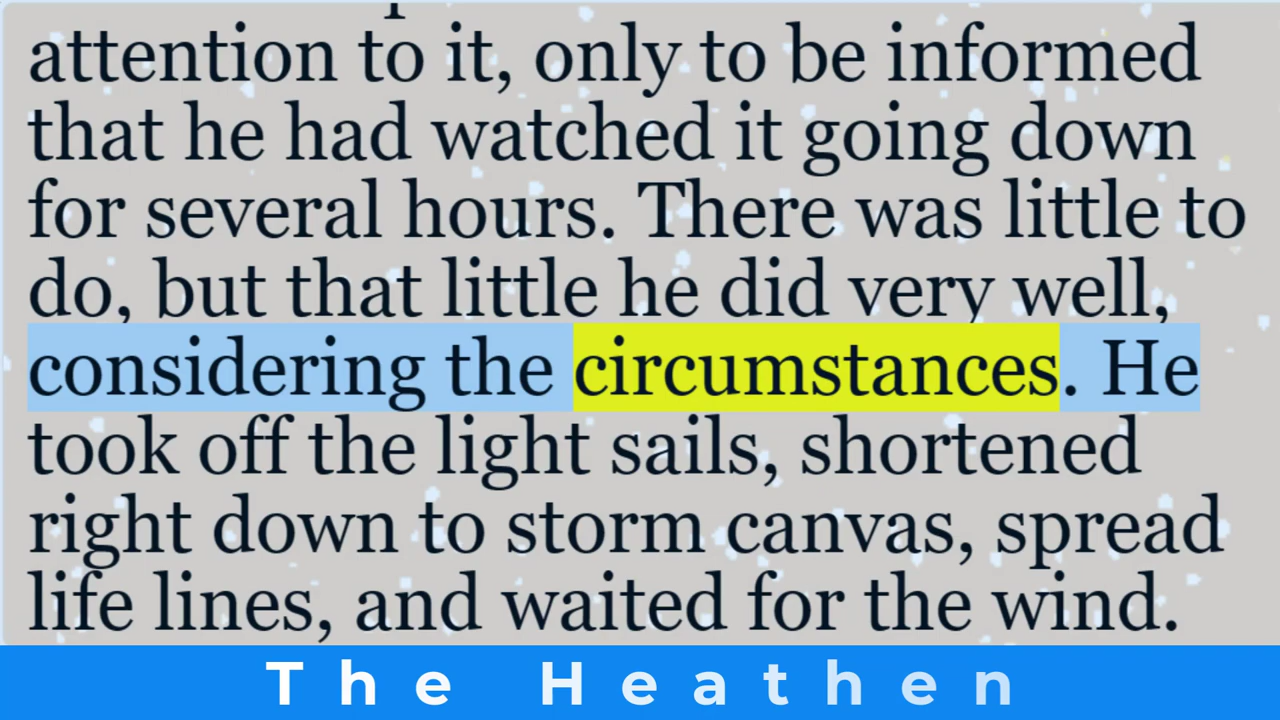 attention to it, only to be informed
that he had watched it going down
for several hours. There was little to
do, but that little he did very well,
considering the circumstances. He
took off the light sails, shortened
right down to storm canvas, spread
life lines, and waited for the wind.
The Heathen